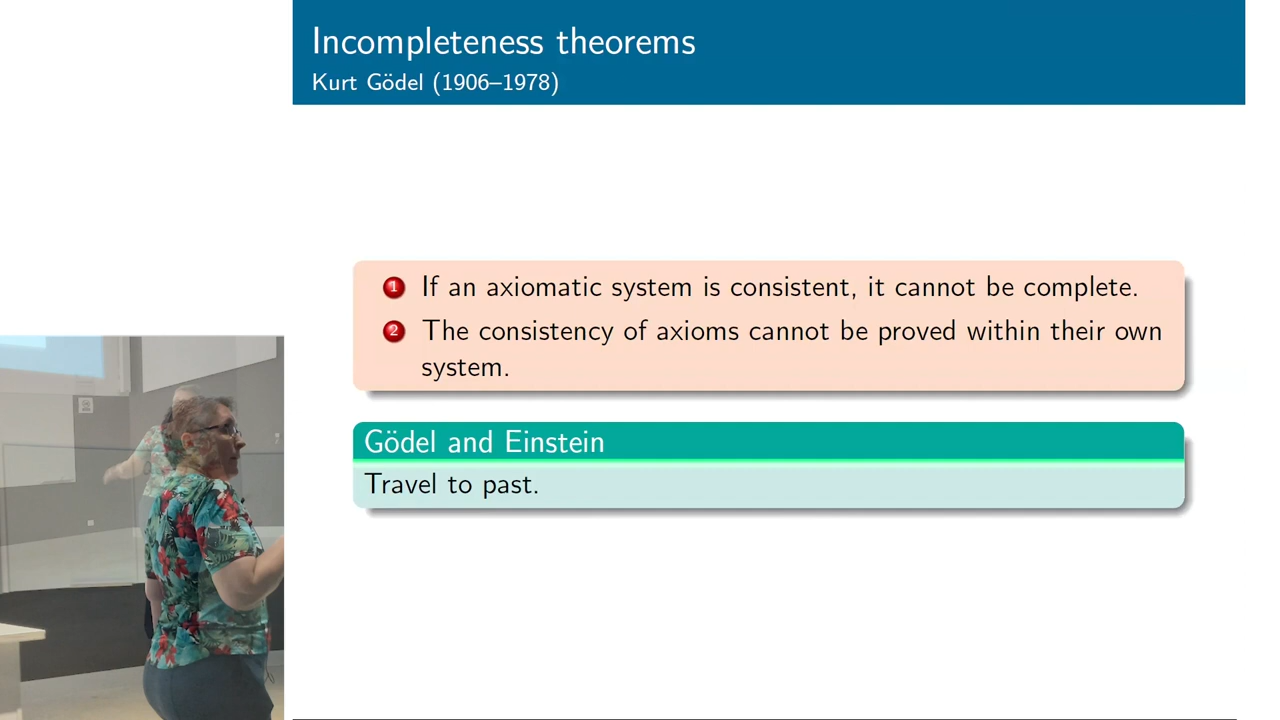 Incompleteness theorems
Kurt Gödel (1906–1978)
1 If an axiomatic system is consistent, it cannot be complete.
2 The consistency of axioms cannot be proved within their own
system.
Gödel and Einstein
Travel to past.